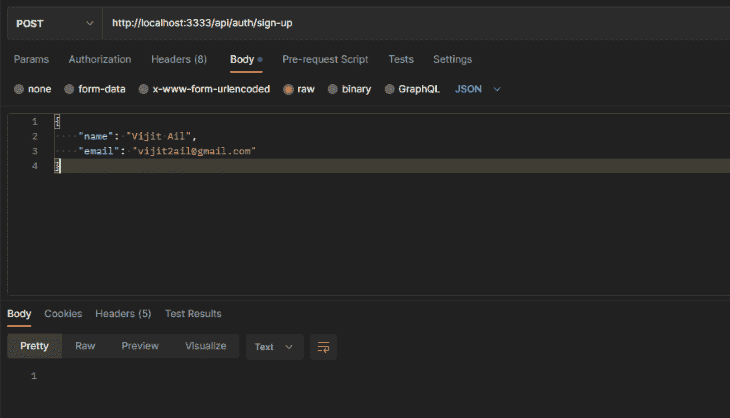 POST http://localhost:3333/api/auth/sign-up
Params Authorization Headers (8) Body Pre-request Script Tests Settings
none form-data x-www-form-urlencoded raw binary GraphQL JSON
1 {
2 "name": "Vijit Ail",
3 "email": "vijit2ail@gmail.com"
4 }
Body Cookies Headers (5) Test Results
Pretty Raw Preview Visualize Text
1